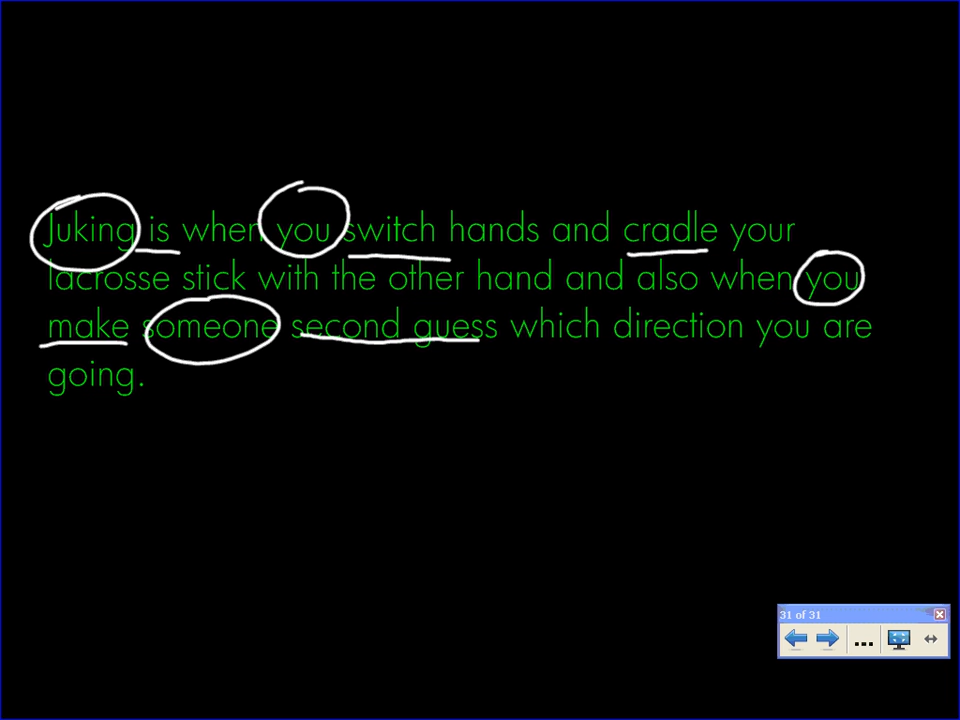 Juking is when you switch hands and cradle your
lacrosse stick with the other hand and also when you
make someone second guess which direction you are
going.
31 of 31
...